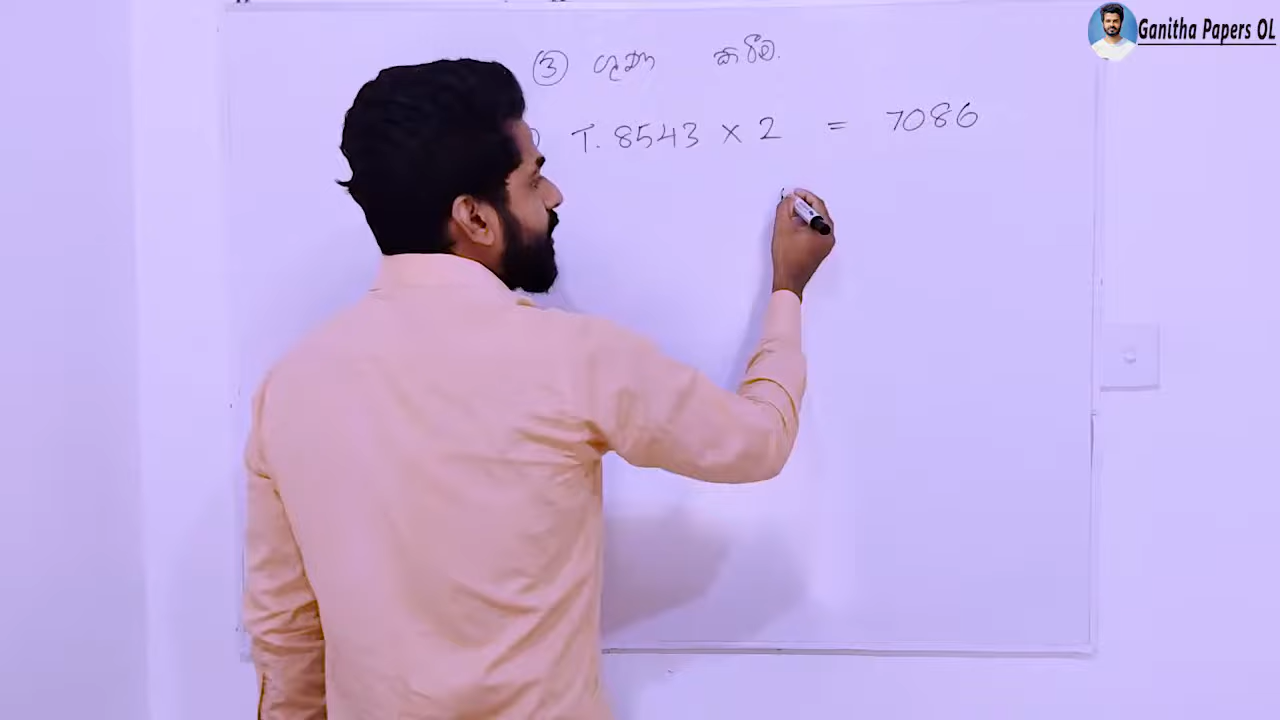 Ganitha Papers OL
③ ගුණ කිරීම.
) T. 8543 × 2 = 7086